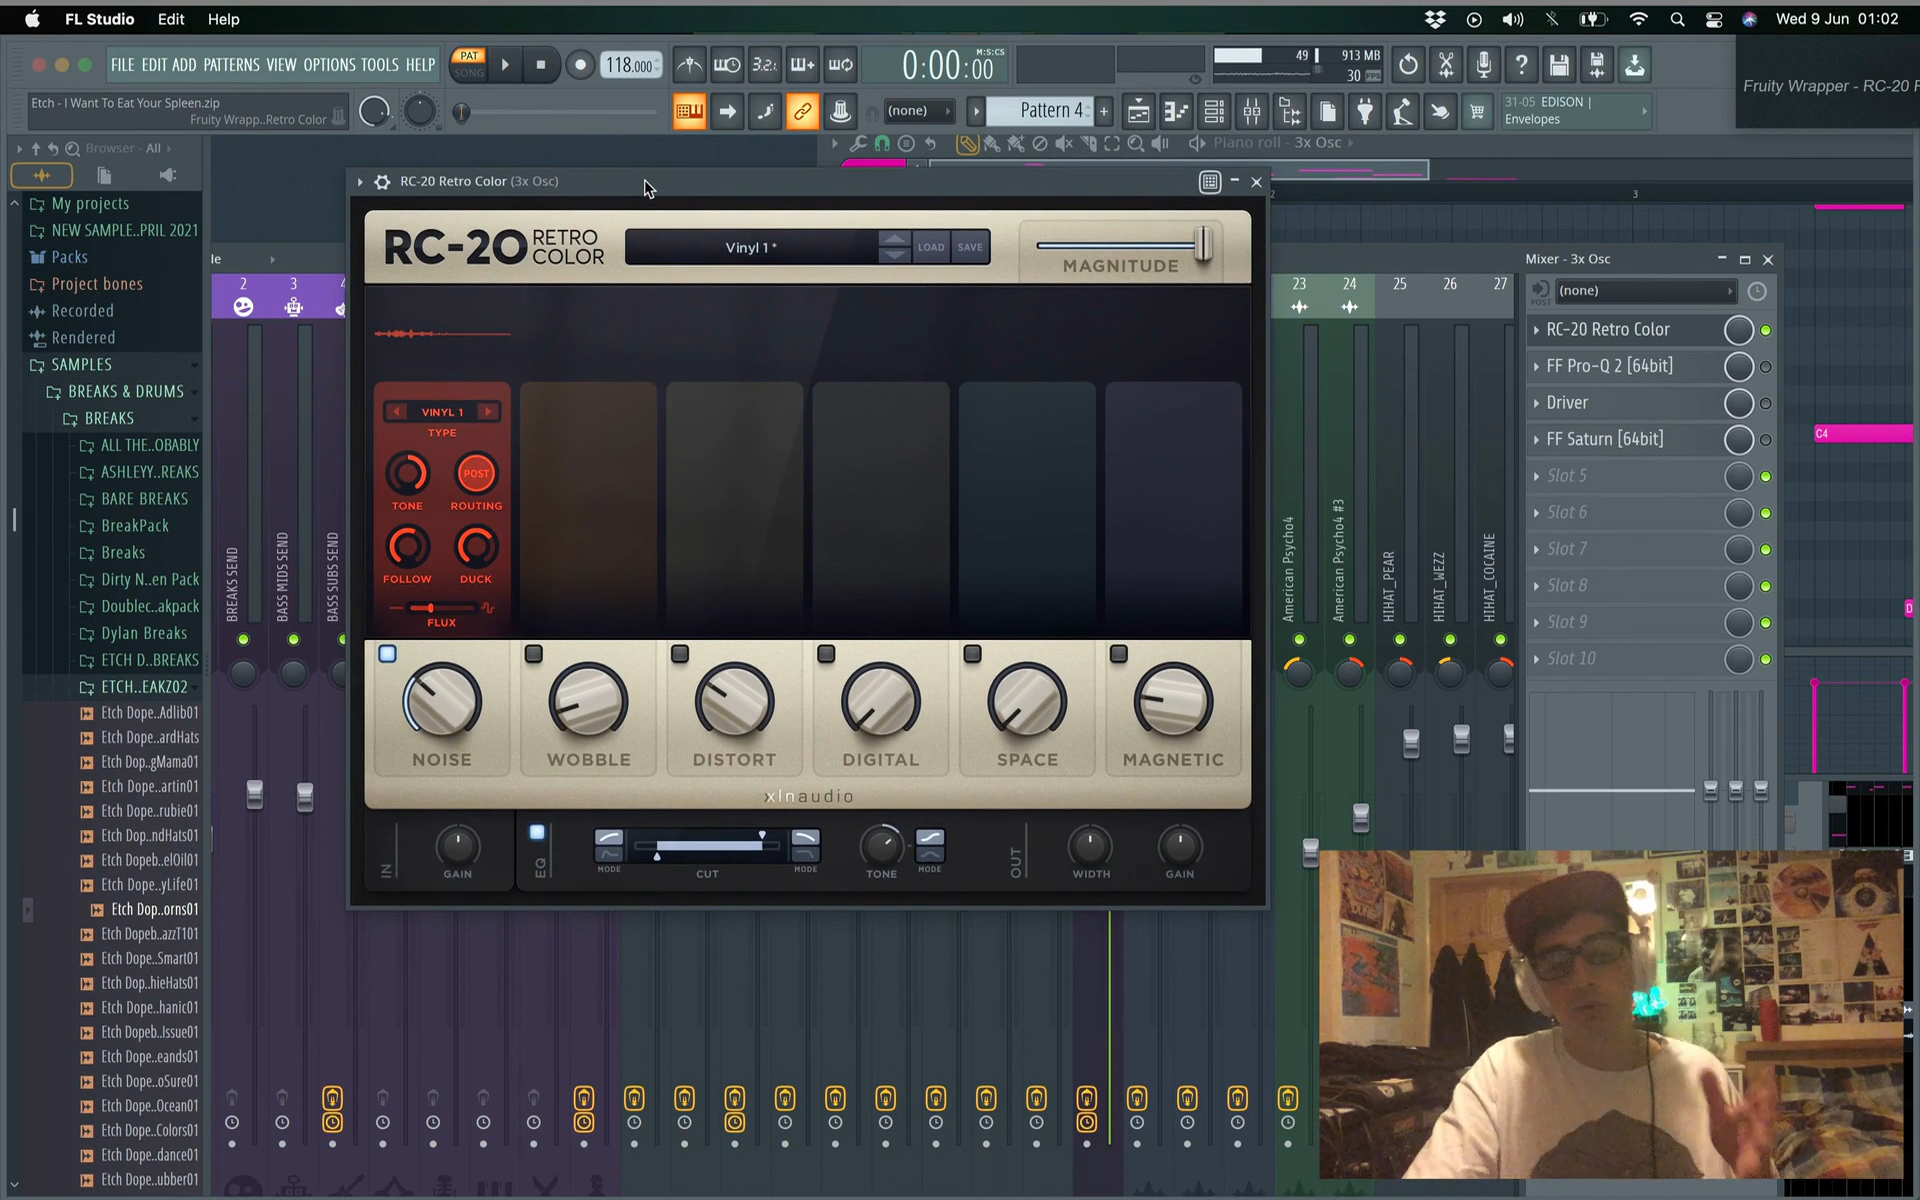 FL Studio Edit Help
Wed 9 Jun 01:02
FILE EDIT ADD PATTERNS VIEW OPTIONS TOOLS HELP
PAT
SONG
118.000
3.2.
0:00:00
M:S:CS
49
913 MB
30 FPS
Fruity Wrapper - RC-20 R
Etch - I Want To Eat Your Spleen.zip
Fruity Wrapp..Retro Color
(none)
Pattern 4
31-05 EDISON |
Envelopes
Browser - All
Piano roll - 3x Osc
My projects
NEW SAMPLE..PRIL 2021
Packs
Project bones
Recorded
Rendered
SAMPLES
BREAKS & DRUMS
BREAKS
ALL THE..OBABLY
ASHLEYY..REAKS
BARE BREAKS
BreakPack
Breaks
Dirty N..en Pack
Doublec..akpack
Dylan Breaks
ETCH D..BREAKS
ETCH..EAKZ02
Etch Dope..Adlib01
Etch Dope..ardHats
Etch Dop..gMama01
Etch Dope..artin01
Etch Dope..rubie01
Etch Dop..ndHats01
Etch Dopeb..elOil01
Etch Dope..yLife01
Etch Dop..orns01
Etch Dopeb..azzT101
Etch Dope..Smart01
Etch Dop..hieHats01
Etch Dope..hanic01
Etch Dopeb..Issue01
Etch Dope..eands01
Etch Dope..oSure01
Etch Dope..Ocean01
Etch Dope..Colors01
Etch Dope..dance01
Etch Dope..ubber01
le
2 3 4
BREAKS SEND
BASS MIDS SEND
BASS SUBS SEND
RC-20 Retro Color (3x Osc)
RC-20 RETRO COLOR
Vinyl 1 *
LOAD SAVE
MAGNITUDE
VINYL 1
TYPE
POST
TONE ROUTING
FOLLOW DUCK
FLUX
NOISE WOBBLE DISTORT DIGITAL SPACE MAGNETIC
xlnaudio
IN
GAIN
EQ
MODE
CUT
MODE
TONE
MODE
OUT
WIDTH
GAIN
2
3
23 24 25 26 27
American Psycho4
American Psycho4 #3
HIHAT_PEAR
HIHAT_WEZZ
HIHAT_COCAINE
Mixer - 3x Osc
POST
(none)
RC-20 Retro Color
FF Pro-Q 2 [64bit]
Driver
FF Saturn [64bit]
Slot 5
Slot 6
Slot 7
Slot 8
Slot 9
Slot 10
C4
D